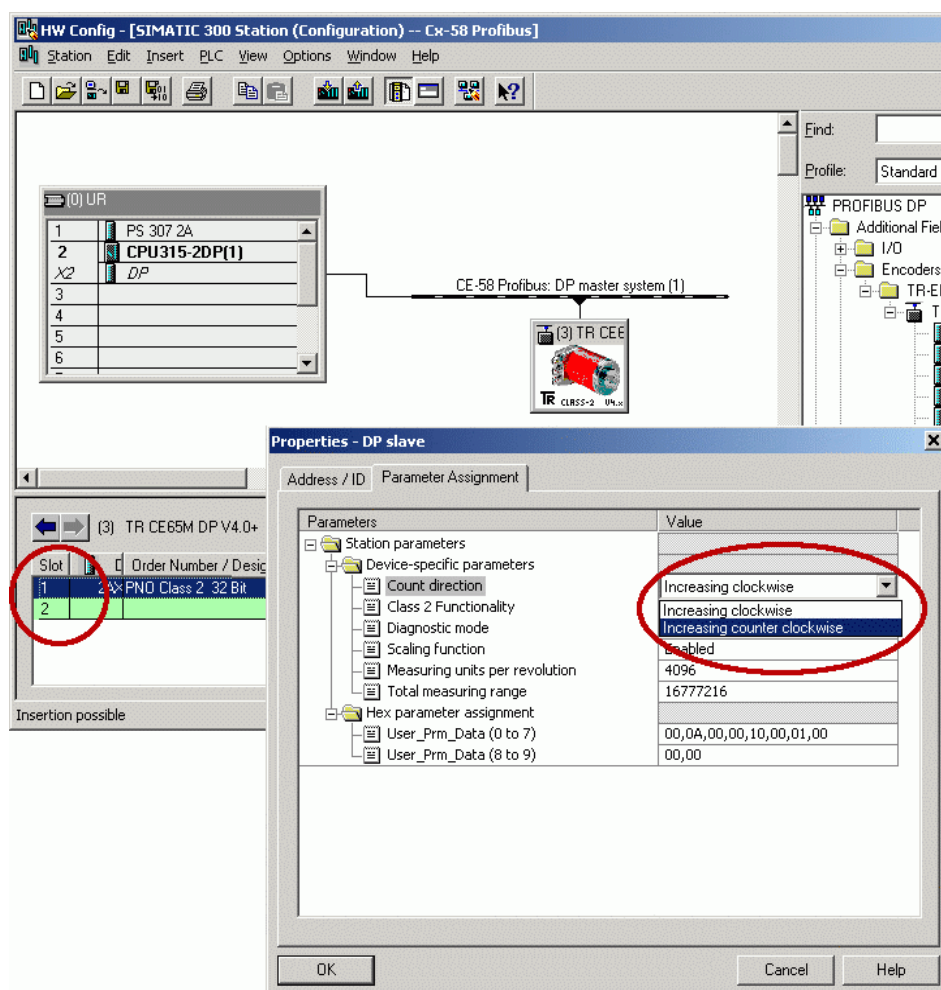 HW Config - [SIMATIC 300 Station (Configuration) -- Cx-58 Profibus]
Station Edit Insert PLC View Options Window Help
Find:
Profile: Standard
(0) UR
1 PS 307 2A
2 CPU315-2DP(1)
X2 DP
3
4
5
6
CE-58 Profibus: DP master system (1)
(3) TR CE6
TR CLASS-2 V4.x
PROFIBUS DP
Additional Fiel
I/O
Encoders
TR-El
T
(3) TR CE65M DP V4.0+
Slot D Order Number / Desig
1 2AX PNO Class 2 32 Bit
2
Insertion possible
Properties - DP slave
Address / ID Parameter Assignment
Parameters Value
Station parameters
Device-specific parameters
Count direction Increasing clockwise
Class 2 Functionality Increasing clockwise
Diagnostic mode Increasing counter clockwise
Scaling function Enabled
Measuring units per revolution 4096
Total measuring range 16777216
Hex parameter assignment
User_Prm_Data (0 to 7) 00,0A,00,00,10,00,01,00
User_Prm_Data (8 to 9) 00,00
OK Cancel Help